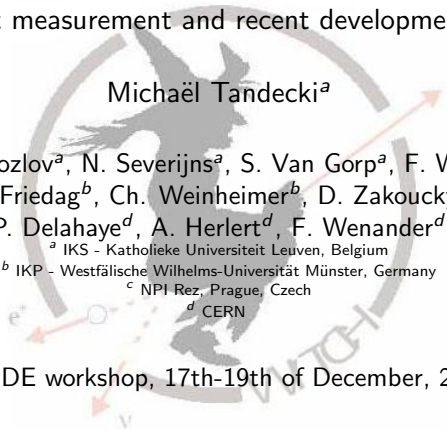 t measurement and recent developme
Michaël Tandecki^a
ozlov^a, N. Severijns^a, S. Van Gorp^a, F. W
Friedag^b, Ch. Weinheimer^b, D. Zakoucky
P. Delahaye^d, A. Herlert^d, F. Wenander^d
^a IKS - Katholieke Universiteit Leuven, Belgium
^b IKP - Westfälische Wilhelms-Universität Münster, Germany
^c NPI Rez, Prague, Czech
^d CERN
e^+
WITCH
DE workshop, 17th-19th of December, 2
ν